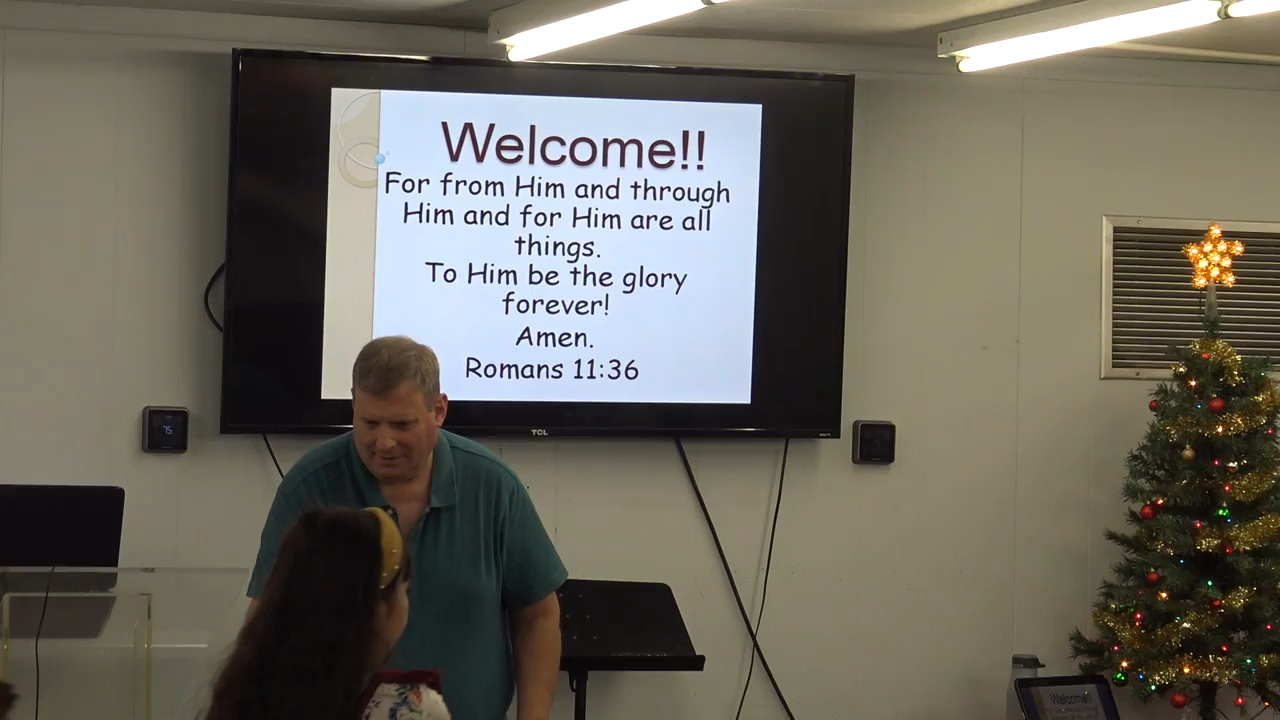 Welcome!!
For from Him and through
Him and for Him are all
things.
To Him be the glory
forever!
Amen.
Romans 11:36
TCL
75
Welcome!!